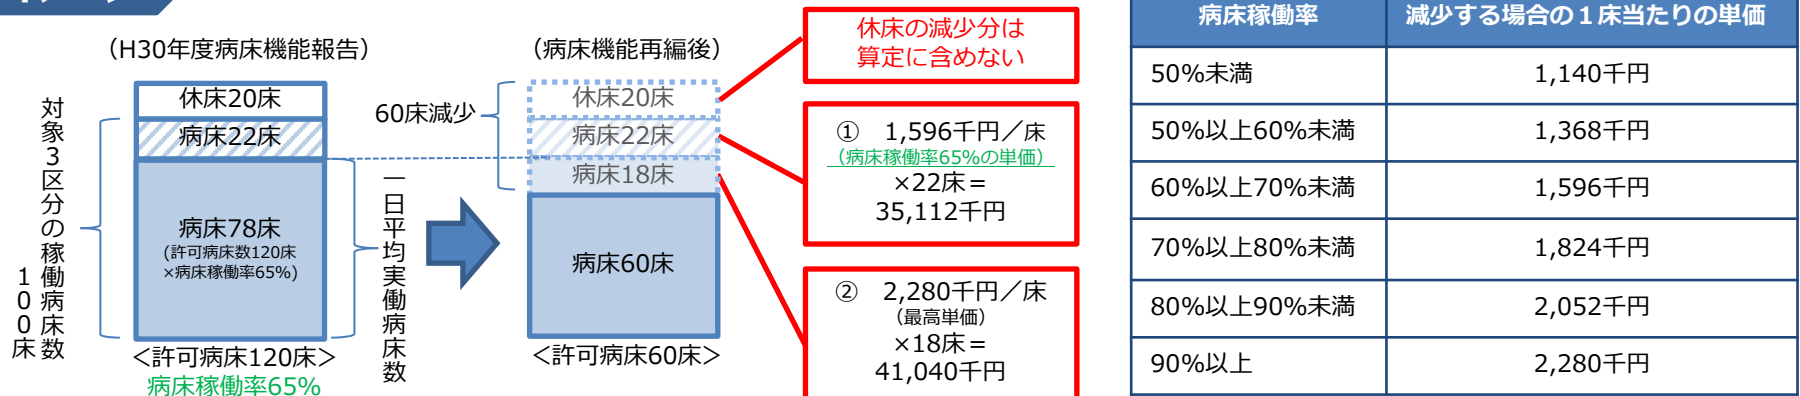 イメージ
（H30年度病床機能報告）
休床20床
病床22床
病床78床
(許可病床数120床
×病床稼働率65%)
対象３区分の稼働病床数
１００床
一日平均実働病床数
＜許可病床120床＞
病床稼働率65%
（病床機能再編後）
60床減少
休床20床
病床22床
病床18床
病床60床
＜許可病床60床＞
休床の減少分は
算定に含めない
①　1,596千円／床
（病床稼働率65%の単価）
×22床＝
35,112千円
②　2,280千円／床
（最高単価）
×18床＝
41,040千円
病床稼働率　減少する場合の１床当たりの単価
50%未満　1,140千円
50%以上60%未満　1,368千円
60%以上70%未満　1,596千円
70%以上80%未満　1,824千円
80%以上90%未満　2,052千円
90%以上　2,280千円